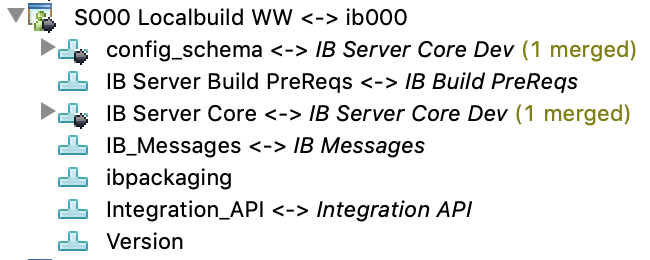 S000 Localbuild WW <-> ib000
config_schema <-> IB Server Core Dev (1 merged)
IB Server Build PreReqs <-> IB Build PreReqs
IB Server Core <-> IB Server Core Dev (1 merged)
IB_Messages <-> IB Messages
ibpackaging
Integration_API <-> Integration API
Version